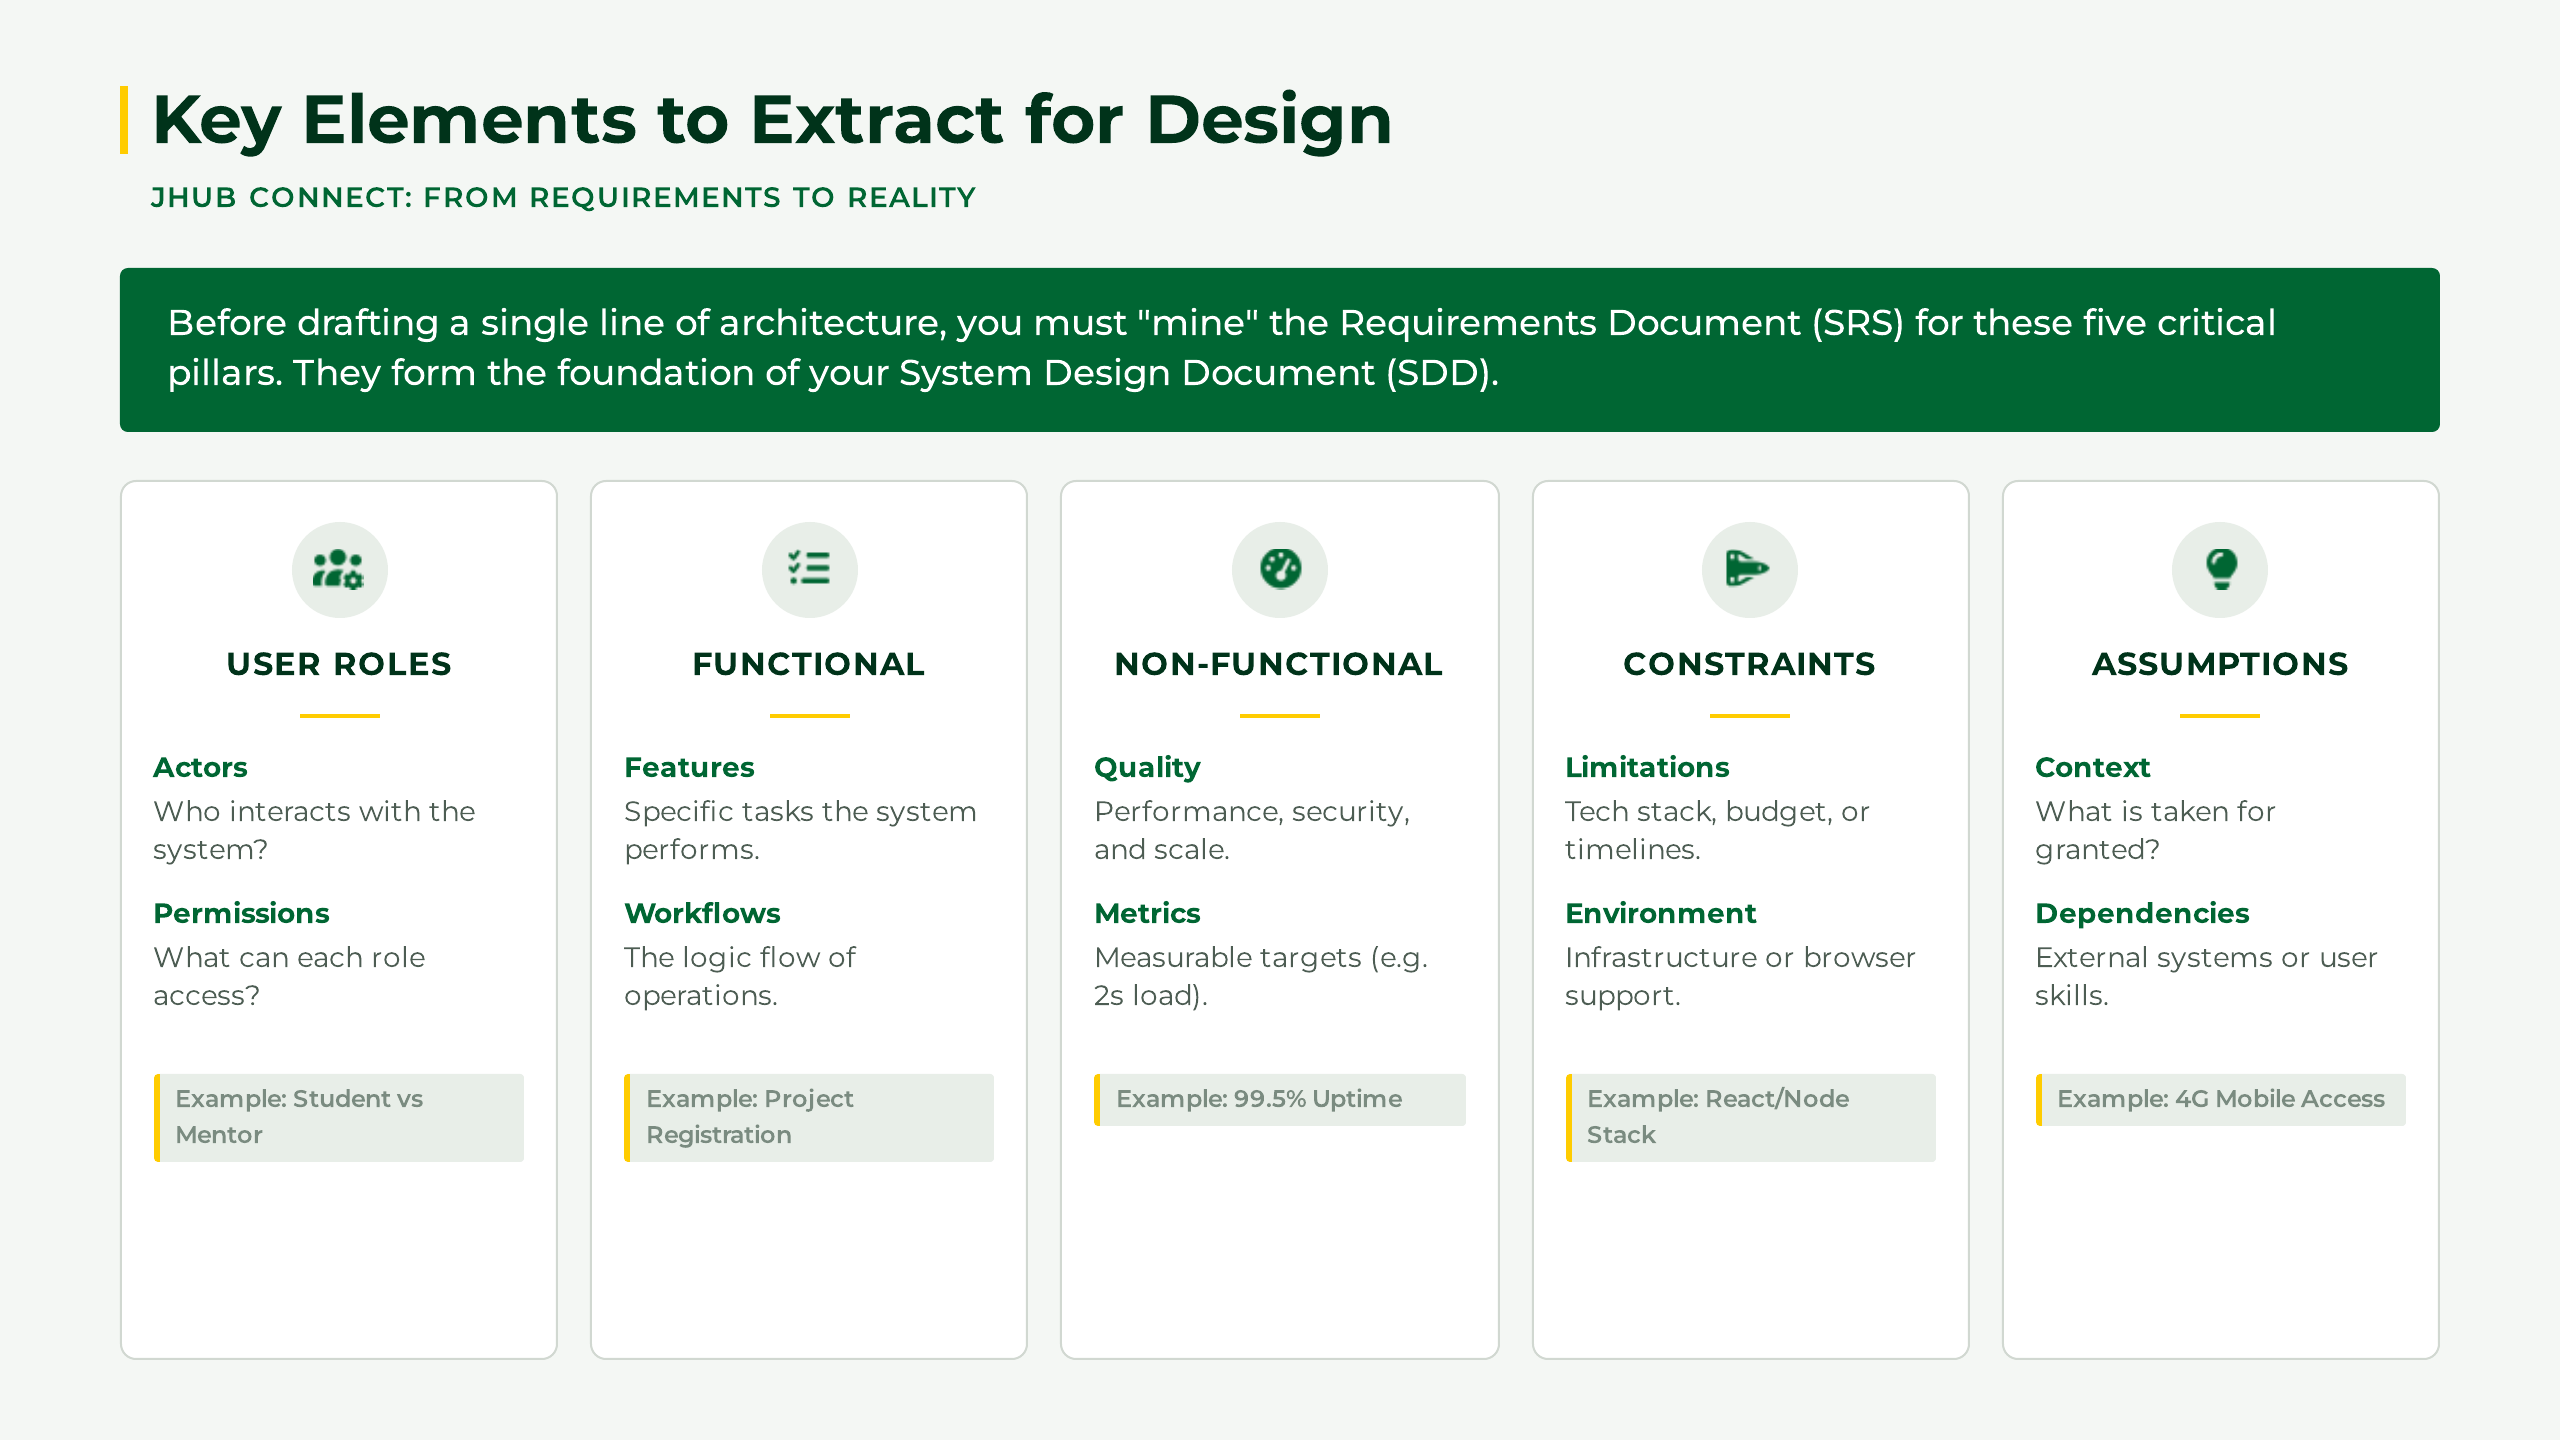 Key Elements to Extract for Design
JHUB CONNECT: FROM REQUIREMENTS TO REALITY
Before drafting a single line of architecture, you must "mine" the Requirements Document (SRS) for these five critical
pillars. They form the foundation of your System Design Document (SDD).
USER ROLES
Actors
Who interacts with the
system?
Permissions
What can each role
access?
Example: Student vs
Mentor
FUNCTIONAL
Features
Specific tasks the system
performs.
Workflows
The logic flow of
operations.
Example: Project
Registration
NON-FUNCTIONAL
Quality
Performance, security,
and scale.
Metrics
Measurable targets (e.g.
2s load).
Example: 99.5% Uptime
CONSTRAINTS
Limitations
Tech stack, budget, or
timelines.
Environment
Infrastructure or browser
support.
Example: React/Node
Stack
ASSUMPTIONS
Context
What is taken for
granted?
Dependencies
External systems or user
skills.
Example: 4G Mobile Access